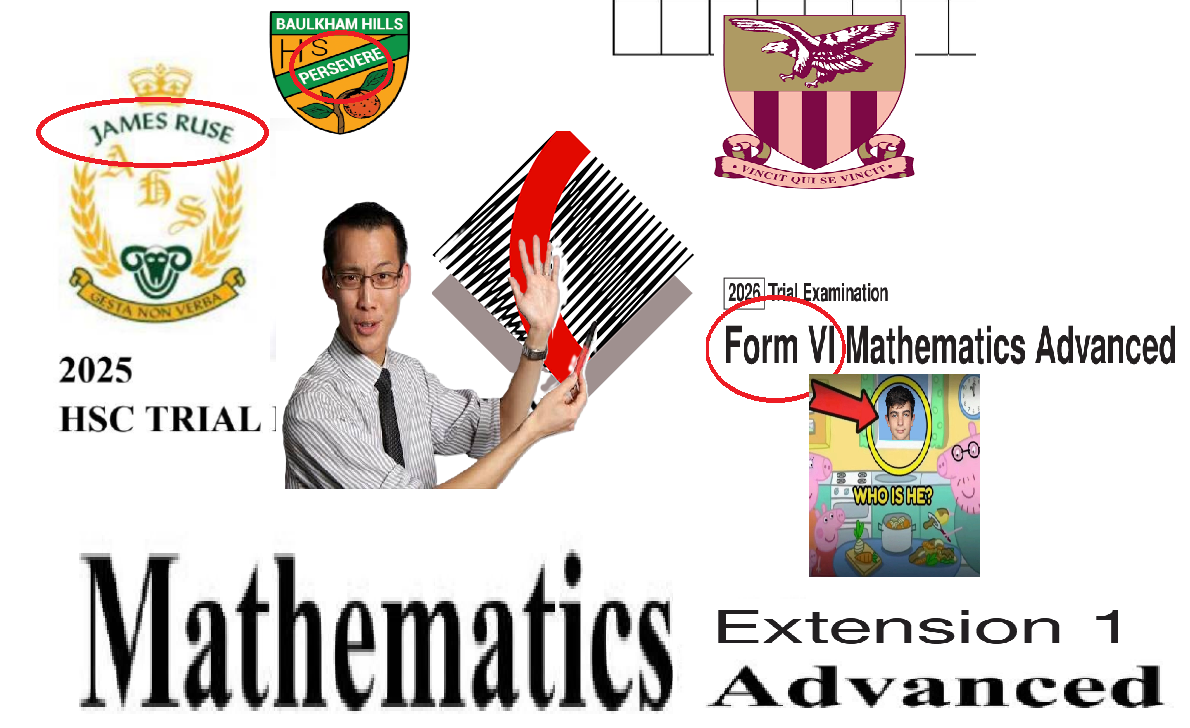 BAULKHAM HILLS
HS
PERSEVERE
JAMES RUSE
AHS
GESTA NON VERBA
2025
HSC TRIAL
VINCIT QUI SE VINCIT
2026 Trial Examination
Form VI Mathematics Advanced
WHO IS HE?
Mathematics
Extension 1
Advanced